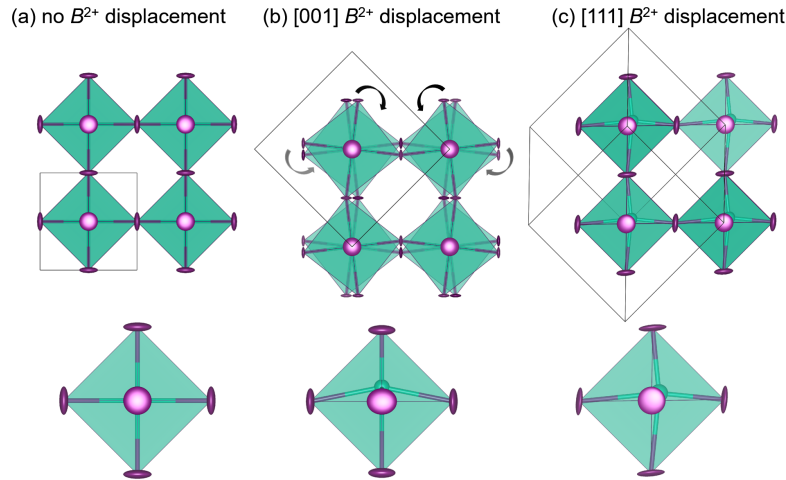 (a) no B²⁺ displacement
(b) [001] B²⁺ displacement
(c) [111] B²⁺ displacement